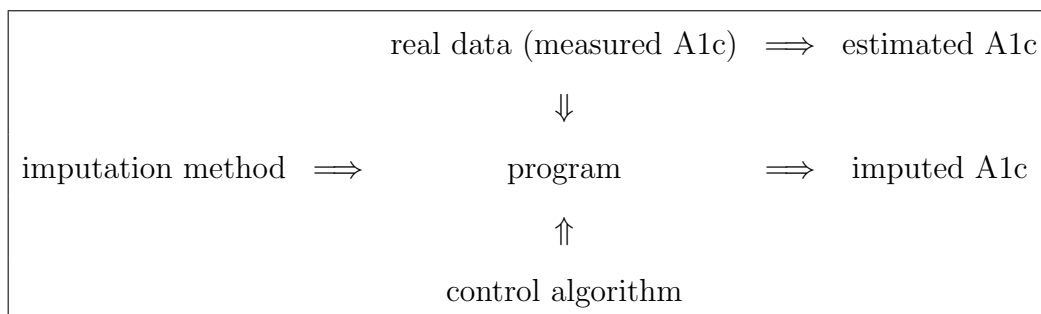 real data (measured A1c) ⟹ estimated A1c
⇓
imputation method ⟹ program ⟹ imputed A1c
⇑
control algorithm